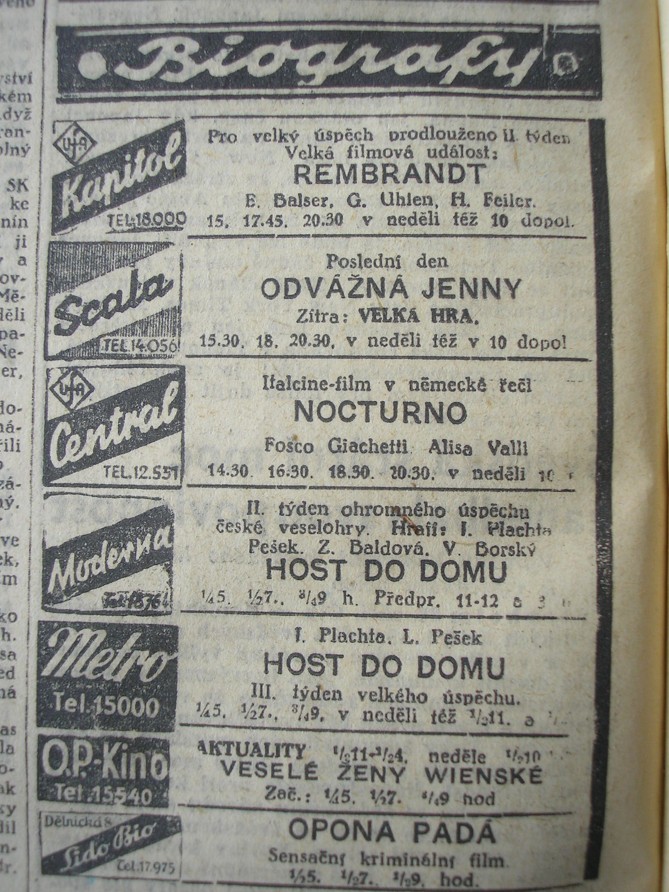 Biografy
UfA
Kapitol
TEL.18.000
Pro velký úspěch prodlouženo II. týden
Velká filmová událost:
REMBRANDT
E. Balser, G. Uhlen, H. Feiler.
15, 17.45, 20.30 v neděli též 10 dopol.
Scala
TEL 14.056
Poslední den
ODVÁŽNÁ JENNY
Zítra: VELKÁ HRA.
15.30, 18, 20.30, v neděli též v 10 dopol
UfA
Central
TEL.12.551
Italcine-film v německé řeči
NOCTURNO
Fosco Giachetti, Alisa Valli
14.30, 16.30, 18.30, 20.30, v neděli 10
Moderna
II. týden ohromného úspěchu
české veselohry. Hrají: J. Plachta
Pešek, Z. Baldová, V. Borský
HOST DO DOMU
¼5, ½7, ¾9 h. Předpr. 11-12 a 3
Metro
Tel.15000
J. Plachta, L. Pešek
HOST DO DOMU
III. týden velkého úspěchu.
¼5, ½7, ¾9, v neděli též ½11. a
O.P.-Kino
Tel.15540
AKTUALITY ½11-¾4, neděle ½10
VESELÉ ŽENY WIENSKÉ
Zač.: ¼5, ½7, hod
Dělnická
Lido Bio
Tel.17.975
OPONA PADÁ
Sensační kriminální film
½7, ½9, hod.